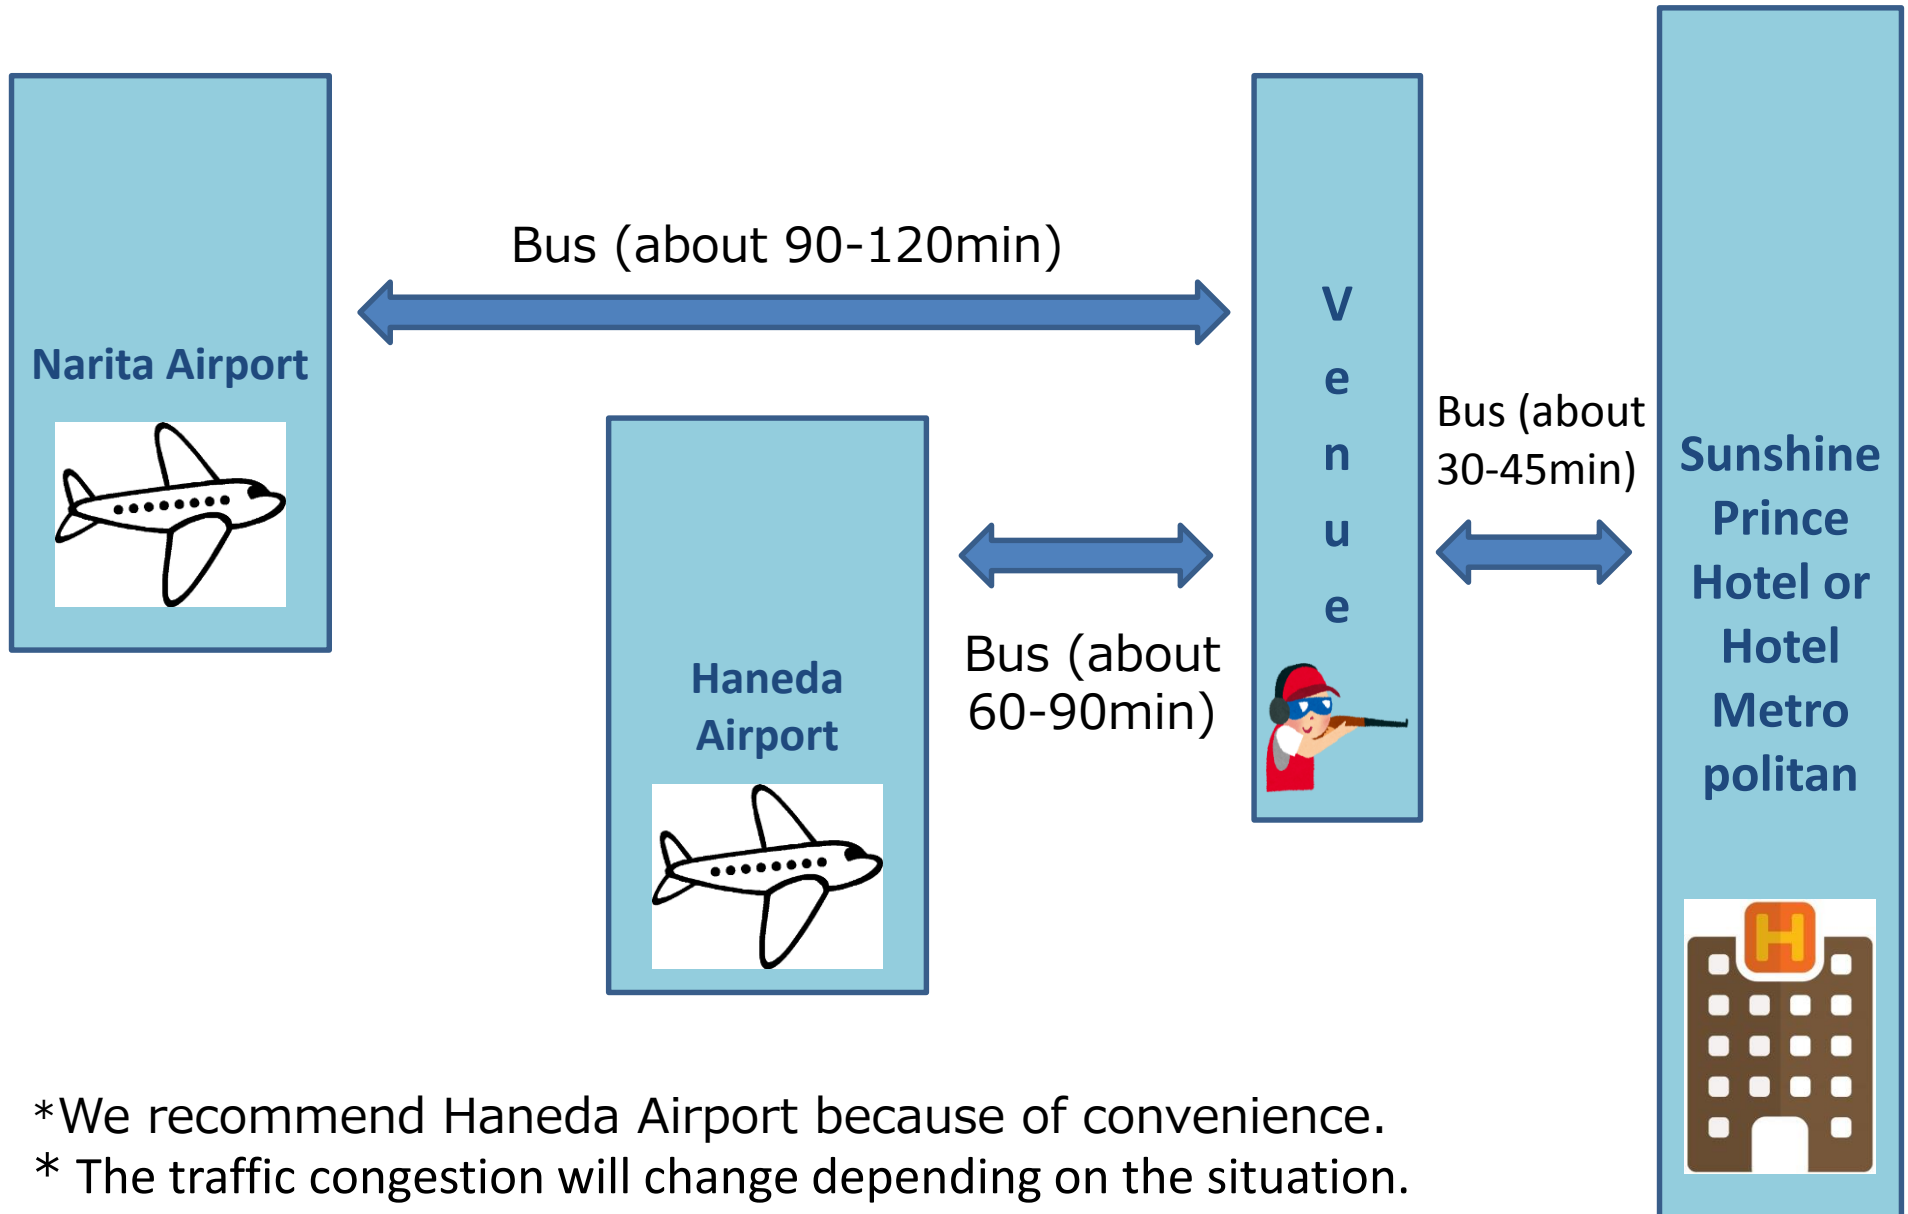 Bus (about 90-120min)
Narita Airport
Haneda
Airport
Bus (about
60-90min)
V
e
n
u
e
Bus (about
30-45min)
Sunshine
Prince
Hotel or
Hotel
Metro
politan
H
*We recommend Haneda Airport because of convenience.
* The traffic congestion will change depending on the situation.